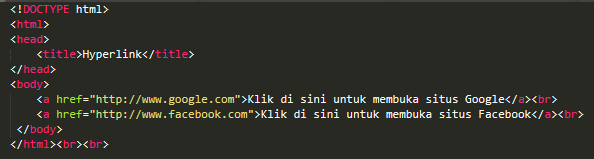 <!DOCTYPE html>
<html>
<head>
<title>Hyperlink</title>
</head>
<body>
<a href="http://www.google.com">Klik di sini untuk membuka situs Google</a><br>
<a href="http://www.facebook.com">Klik di sini untuk membuka situs Facebook</a><br>
</body>
</html><br><br>